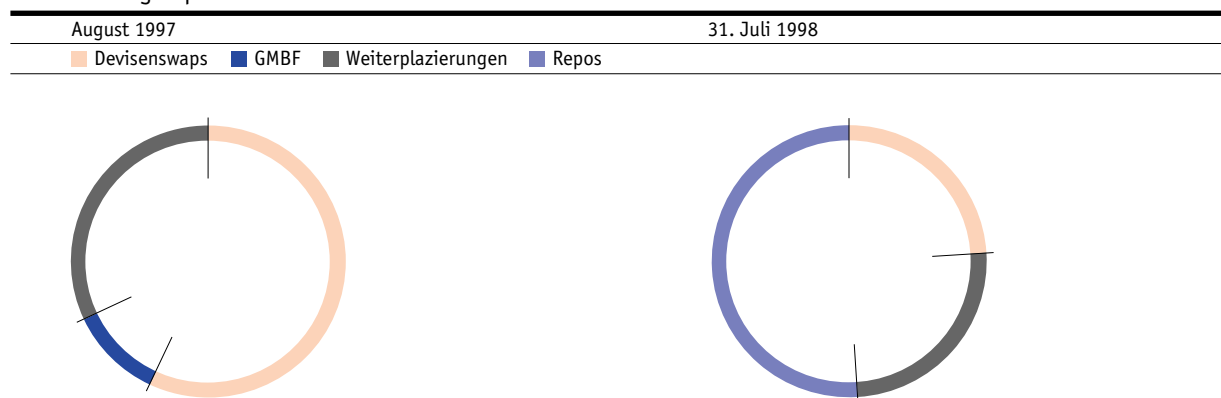 August 1997 31. Juli 1998
Devisenswaps GMBF Weiterplazierungen Repos